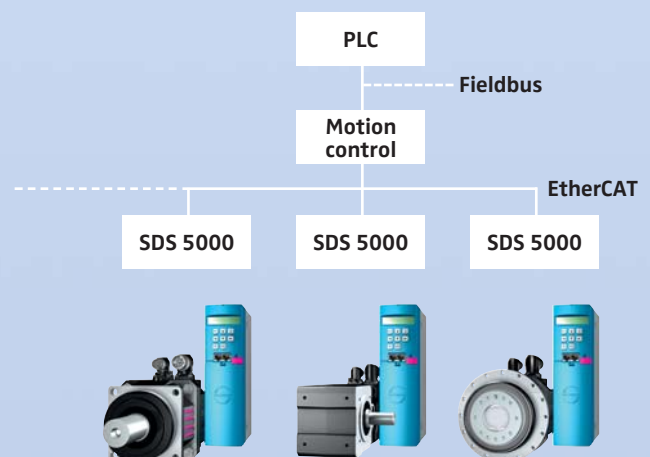 PLC
Fieldbus
Motion
control
EtherCAT
SDS 5000
SDS 5000
SDS 5000